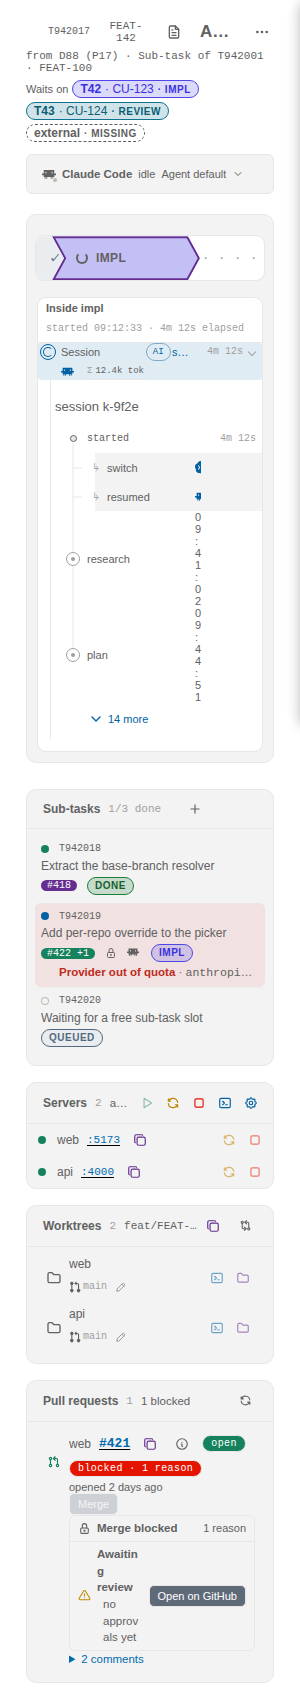 T942017 FEAT-142 A...
from D88 (P17) · Sub-task of T942001 · FEAT-100
Waits on T42 · CU-123 · IMPL
T43 · CU-124 · REVIEW
external · MISSING
Claude Code idle Agent default
IMPL
Inside impl
started 09:12:33 · 4m 12s elapsed
Session AI s... 4m 12s
Σ 12.4k tok
session k-9f2e
started 4m 12s
↳ switch
↳ resumed
research 09:41:02
plan 09:44:51
14 more
Sub-tasks 1/3 done
T942018
Extract the base-branch resolver
#418 DONE
T942019
Add per-repo override to the picker
#422 +1 IMPL
Provider out of quota · anthropi...
T942020
Waiting for a free sub-task slot
QUEUED
Servers 2 a...
web :5173
api :4000
Worktrees 2 feat/FEAT-...
web
main
api
main
Pull requests 1 1 blocked
web #421 open
blocked · 1 reason
opened 2 days ago
Merge
Merge blocked 1 reason
Awaiting review
no approvals yet
Open on GitHub
2 comments